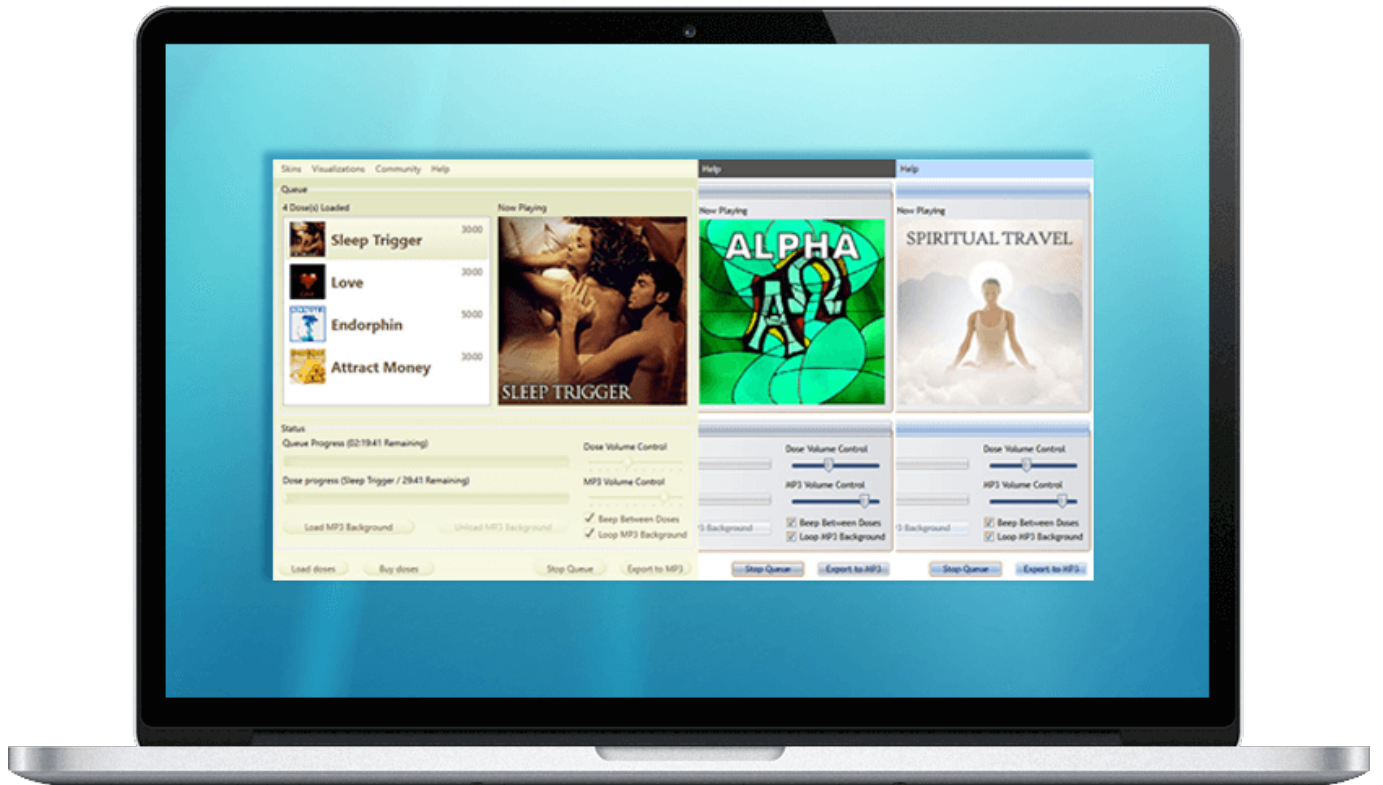 Skins Visualizations Community Help
Queue
4 Dose(s) Loaded
Sleep Trigger 30:00
Love 30:00
Endorphin 50:00
Attract Money 30:00
Now Playing
SLEEP TRIGGER
Status
Queue Progress (02:19:41 Remaining)
Dose progress (Sleep Trigger / 29:41 Remaining)
Load MP3 Background Unload MP3 Background
Dose Volume Control
MP3 Volume Control
Beep Between Doses
Loop MP3 Background
Load doses Buy doses Stop Queue Export to MP3
Help
Now Playing
ALPHA
ΑΩ
Dose Volume Control
MP3 Volume Control
Background
Beep Between Doses
Loop MP3 Background
Stop Queue Export to MP3
Help
Now Playing
SPIRITUAL TRAVEL
Dose Volume Control
MP3 Volume Control
Background
Beep Between Doses
Loop MP3 Background
Stop Queue Export to MP3